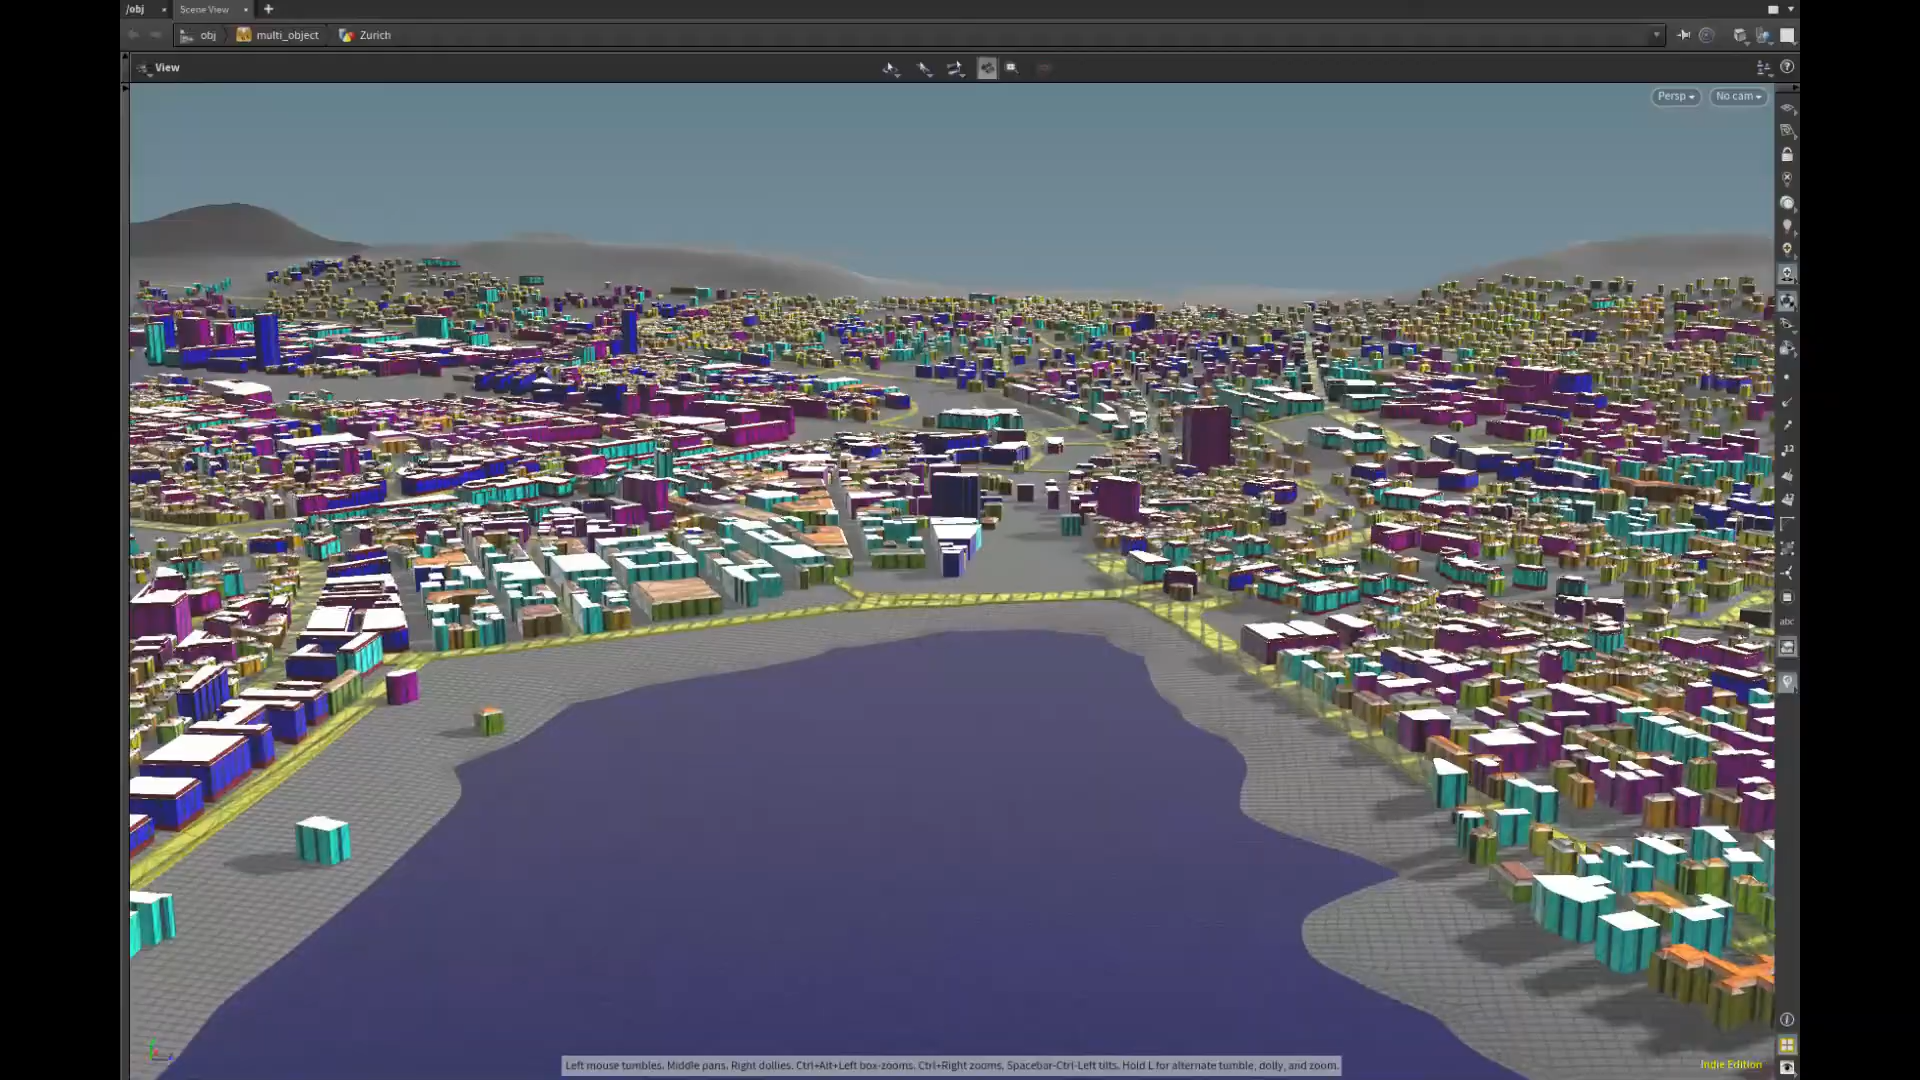 /obj
Scene View
obj multi_object Zurich
View
Persp
No cam
12
abc
Left mouse tumbles. Middle pans. Right dollies. Ctrl+Alt+Left box-zooms. Ctrl+Right zooms. Spacebar-Ctrl-Left tilts. Hold L for alternate tumble, dolly, and zoom.
Indie Edition